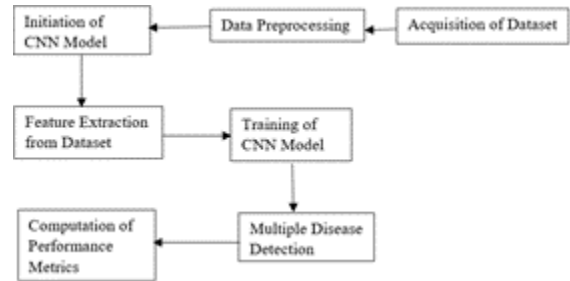 Initiation of
CNN Model
Data Preprocessing
Acquisition of Dataset
Feature Extraction
from Dataset
Training of
CNN Model
Computation of
Performance
Metrics
Multiple Disease
Detection